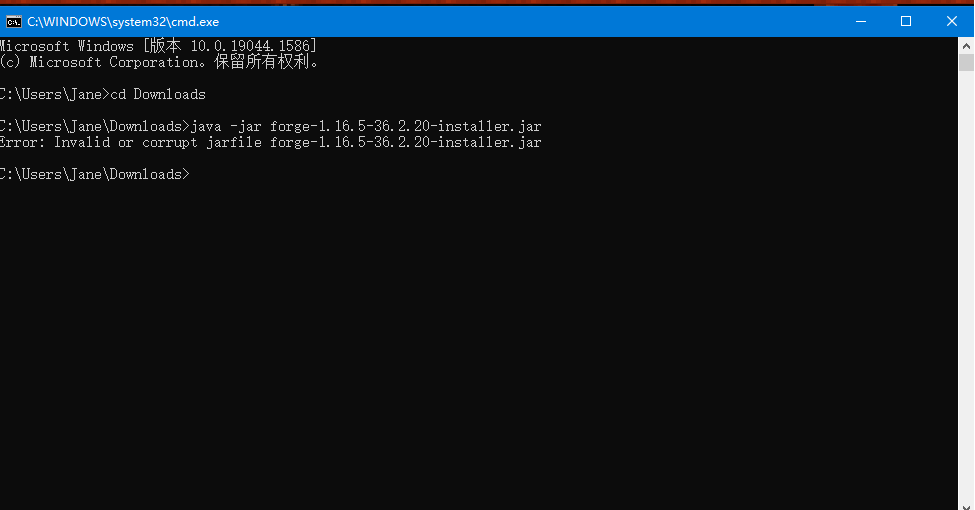 C:\WINDOWS\system32\cmd.exe
Microsoft Windows [版本 10.0.19044.1586]
(c) Microsoft Corporation。保留所有权利。
C:\Users\Jane>cd Downloads
C:\Users\Jane\Downloads>java -jar forge-1.16.5-36.2.20-installer.jar
Error: Invalid or corrupt jarfile forge-1.16.5-36.2.20-installer.jar
C:\Users\Jane\Downloads>